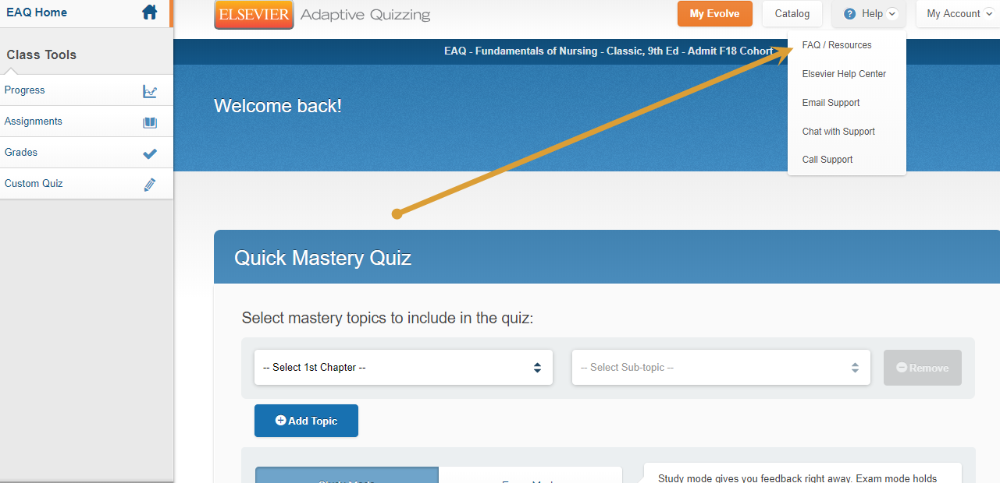 EAQ Home
ELSEVIER Adaptive Quizzing
My Evolve
Catalog
? Help
My Account
EAQ - Fundamentals of Nursing - Classic, 9th Ed - Admit F18 Cohort
FAQ / Resources
Elsevier Help Center
Email Support
Chat with Support
Call Support
Class Tools
Progress
Assignments
Grades
Custom Quiz
Welcome back!
Quick Mastery Quiz
Select mastery topics to include in the quiz:
-- Select 1st Chapter --
-- Select Sub-topic --
Remove
Add Topic
Study mode gives you feedback right away. Exam mode holds